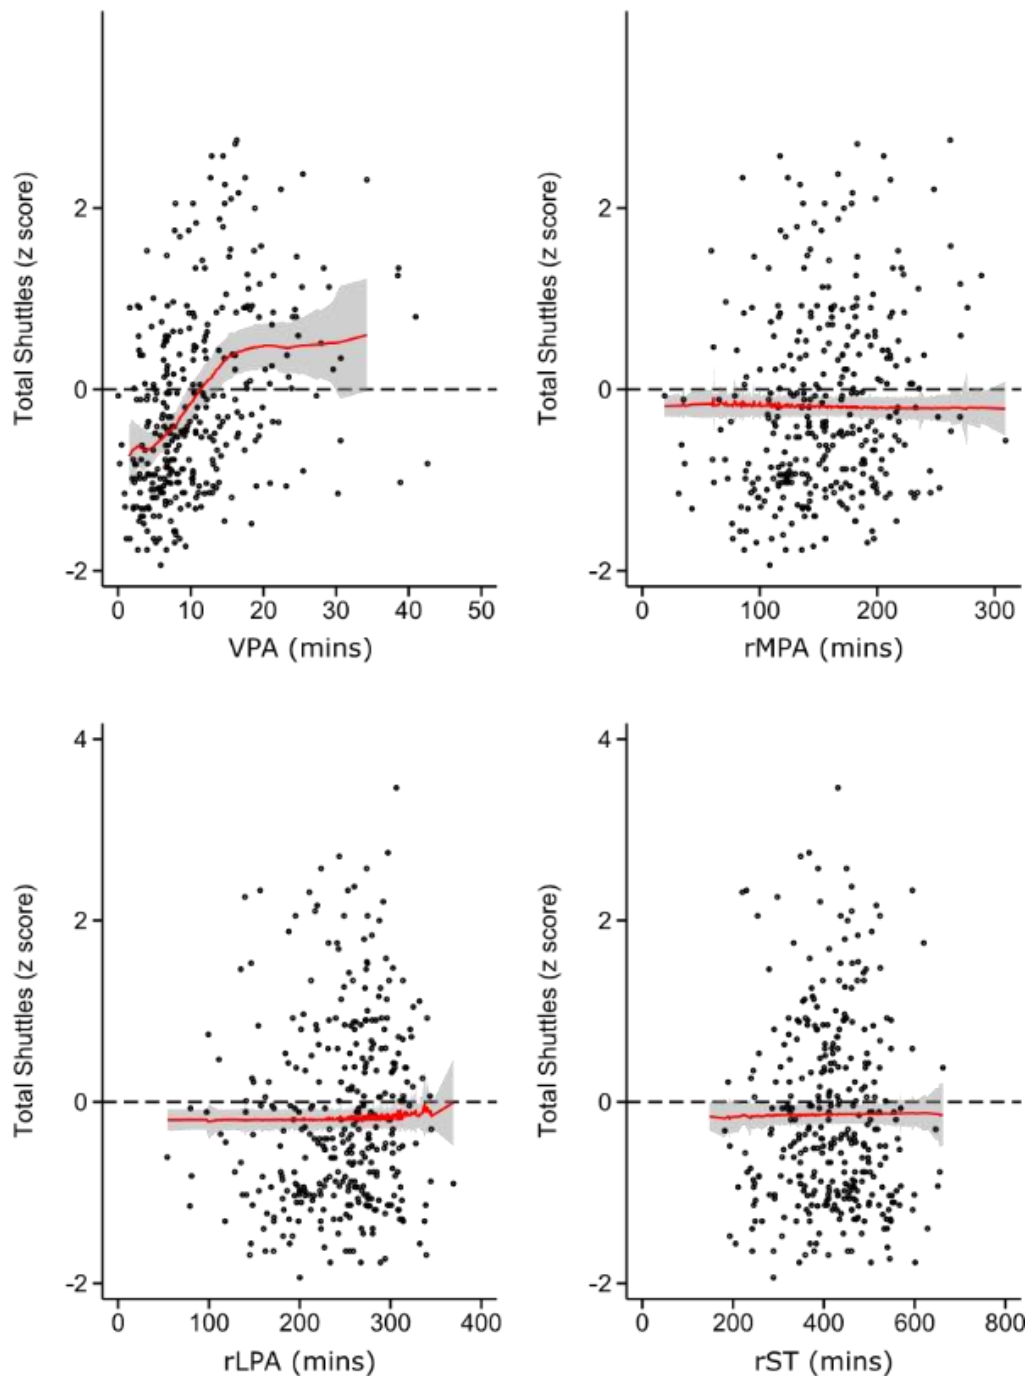 Total Shuttles (z score)
2
0
-2
0 10 20 30 40 50
VPA (mins)
Total Shuttles (z score)
2
0
-2
0 100 200 300
rMPA (mins)
Total Shuttles (z score)
4
2
0
-2
0 100 200 300 400
rLPA (mins)
Total Shuttles (z score)
4
2
0
-2
0 200 400 600 800
rST (mins)